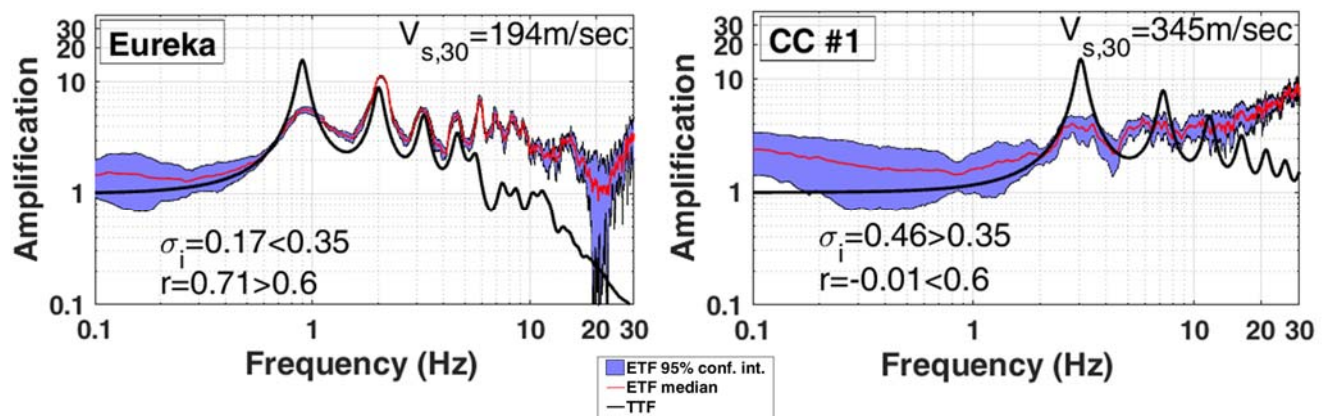 Eureka
V s,30=194m/sec
Amplification
30
20
10
1
0.1
σi=0.17<0.35
r=0.71>0.6
0.1 1 10 20 30
Frequency (Hz)
CC #1
V s,30=345m/sec
Amplification
30
20
10
1
0.1
σi=0.46>0.35
r=-0.01<0.6
0.1 1 10 20 30
Frequency (Hz)
ETF 95% conf. int.
ETF median
TTF